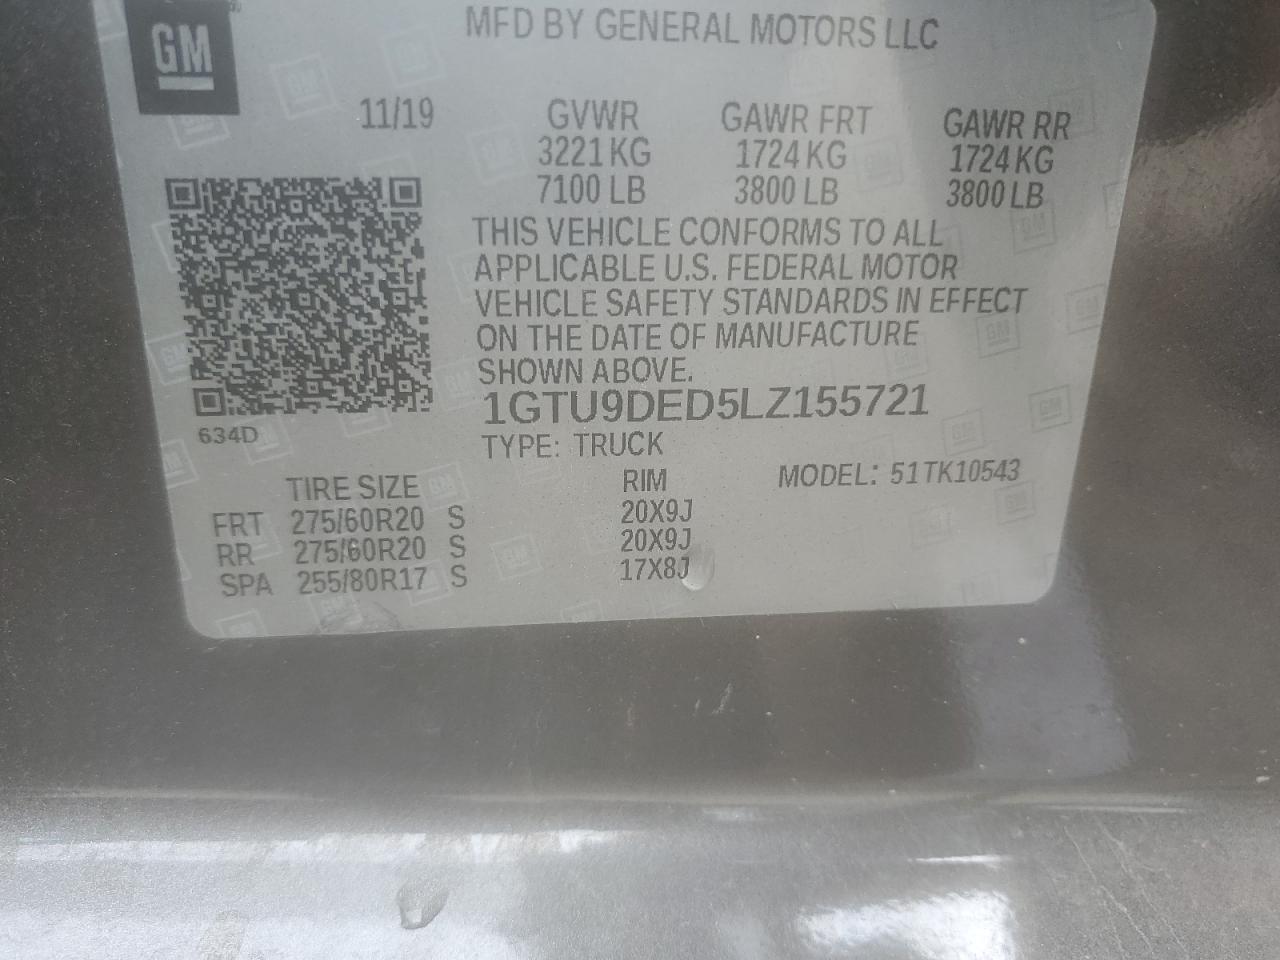 GM
MFD BY GENERAL MOTORS LLC
11/19 GVWR GAWR FRT GAWR RR
3221 KG 1724 KG 1724 KG
7100 LB 3800 LB 3800 LB
THIS VEHICLE CONFORMS TO ALL
APPLICABLE U.S. FEDERAL MOTOR
VEHICLE SAFETY STANDARDS IN EFFECT
ON THE DATE OF MANUFACTURE
SHOWN ABOVE.
1GTU9DED5LZ155721
634D
TYPE: TRUCK
TIRE SIZE RIM MODEL: 51TK10543
FRT 275/60R20 S 20X9J
RR 275/60R20 S 20X9J
SPA 255/80R17 S 17X8J